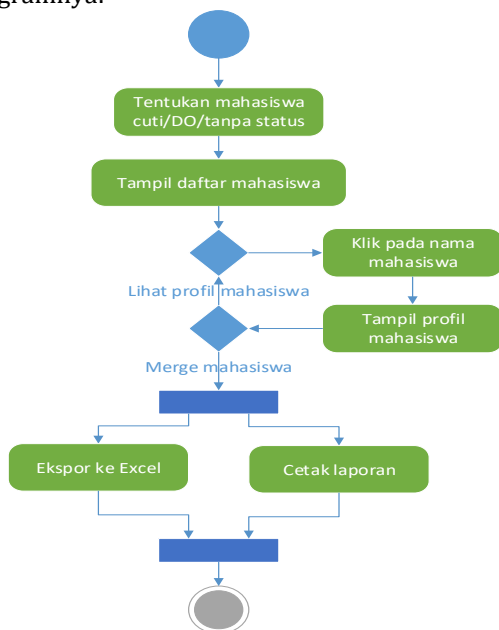 Tentukan mahasiswa
cuti/DO/tanpa status
Tampil daftar mahasiswa
Klik pada nama
mahasiswa
Lihat profil mahasiswa
Tampil profil
mahasiswa
Merge mahasiswa
Ekspor ke Excel
Cetak laporan